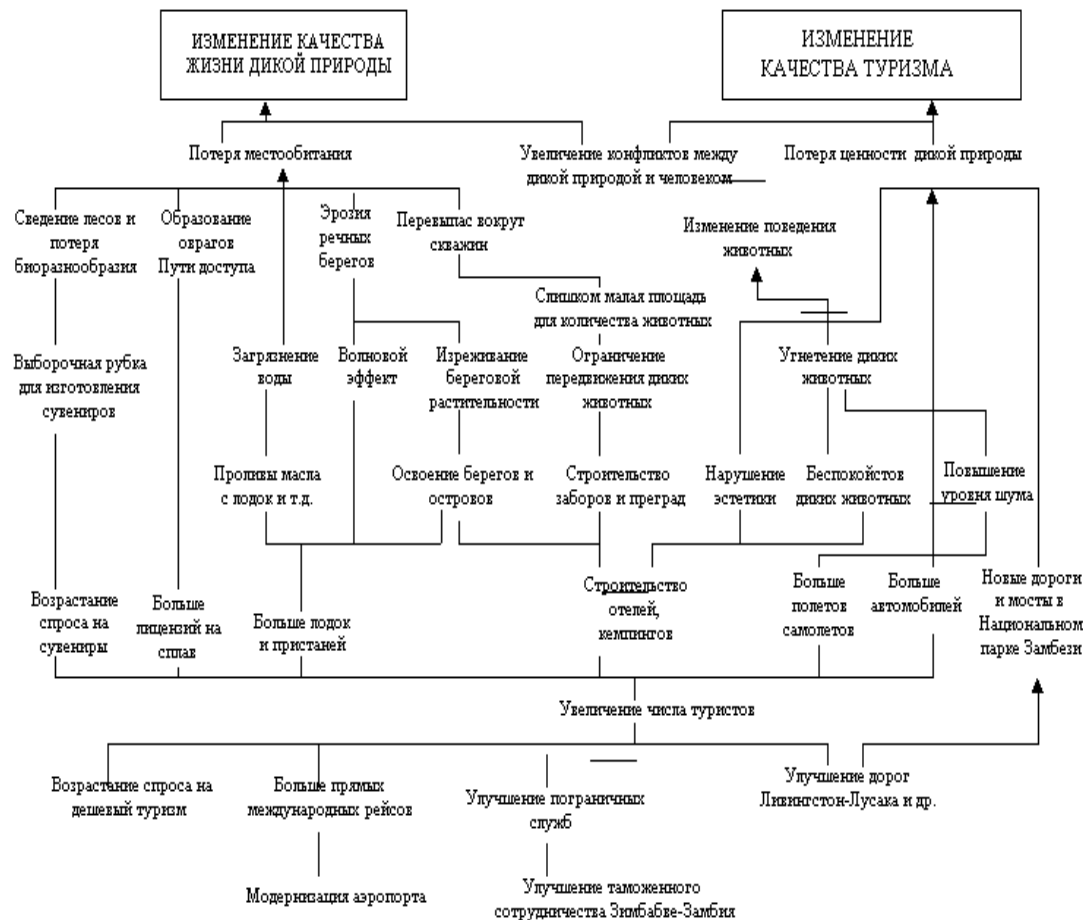 ИЗМЕНЕНИЕ КАЧЕСТВА
ЖИЗНИ ДИКОЙ ПРИРОДЫ
ИЗМЕНЕНИЕ
КАЧЕСТВА ТУРИЗМА
Потеря местообитания
Увеличение конфликтов между
дикой природой и человеком
Потеря ценности дикой природы
Сведение лесов и
потеря
биоразнообразия
Образование
оврагов
Пути доступа
Эрозия
речных
берегов
Перевыпас вокруг
скважин
Изменение поведения
животных
Слишком малая площадь
для количества животных
Выборочная рубка
для изготовления
сувениров
Загрязнение
воды
Волновой
эффект
Изреживание
береговой
растительности
Ограничение
передвижения диких
животных
Угнетение диких
животных
Проливы масла
с лодок и т.д.
Освоение берегов и
островов
Строительство
заборов и преград
Нарушение
эстетики
Беспокойстов
диких животных
Повышение
уровня шума
Возрастание
спроса на
сувениры
Больше
лицензий на
сплав
Больше лодок
и пристаней
Строительство
отелей,
кемпингов
Больше
полетов
самолетов
Больше
автомобилей
Новые дороги
и мосты в
Национальном
парке Замбези
Увеличение числа туристов
Возрастание спроса на
дешевый туризм
Больше прямых
международных рейсов
Улучшение пограничных
служб
Улучшение дорог
Ливингстон-Лусака и др.
Модернизация аэропорта
Улучшение таможенного
сотрудничества Зимбабве-Замбия